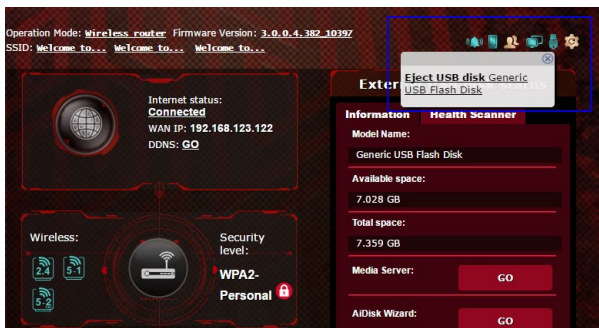 Operation Mode: Wireless router Firmware Version: 3.0.0.4.382_10397
SSID: Welcome to... Welcome to... Welcome to...
Eject USB disk Generic
USB Flash Disk
Internet status:
Connected
WAN IP: 192.168.123.122
DDNS: GO
Wireless:
2.4
5-1
5-2
Security
level:
WPA2-
Personal
Exter
status
Information Health Scanner
Model Name:
Generic USB Flash Disk
Available space:
7.028 GB
Total space:
7.359 GB
Media Server: GO
AiDisk Wizard: GO